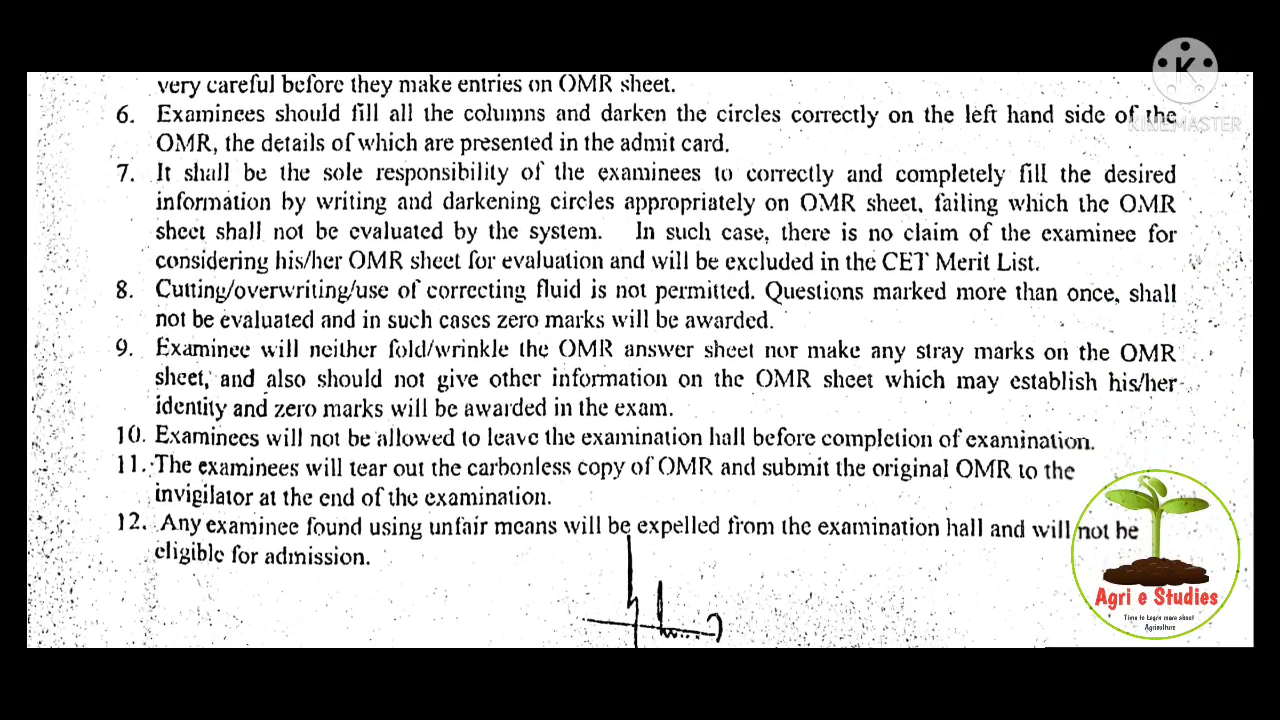 very careful before they make entries on OMR sheet.
6. Examinees should fill all the columns and darken the circles correctly on the left hand side of the
OMR, the details of which are presented in the admit card.
7. It shall be the sole responsibility of the examinees to correctly and completely fill the desired
information by writing and darkening circles appropriately on OMR sheet, failing which the OMR
sheet shall not be evaluated by the system. In such case, there is no claim of the examinee for
considering his/her OMR sheet for evaluation and will be excluded in the CET Merit List.
8. Cutting/overwriting/use of correcting fluid is not permitted. Questions marked more than once, shall
not be evaluated and in such cases zero marks will be awarded.
9. Examinee will neither fold/wrinkle the OMR answer sheet nor make any stray marks on the OMR
sheet, and also should not give other information on the OMR sheet which may establish his/her
identity and zero marks will be awarded in the exam.
10. Examinees will not be allowed to leave the examination hall before completion of examination.
11. The examinees will tear out the carbonless copy of OMR and submit the original OMR to the
invigilator at the end of the examination.
12. Any examinee found using unfair means will be expelled from the examination hall and will not be
eligible for admission.
K
KINEMASTER
Agri e Studies
Time to Learn more about
Agriculture